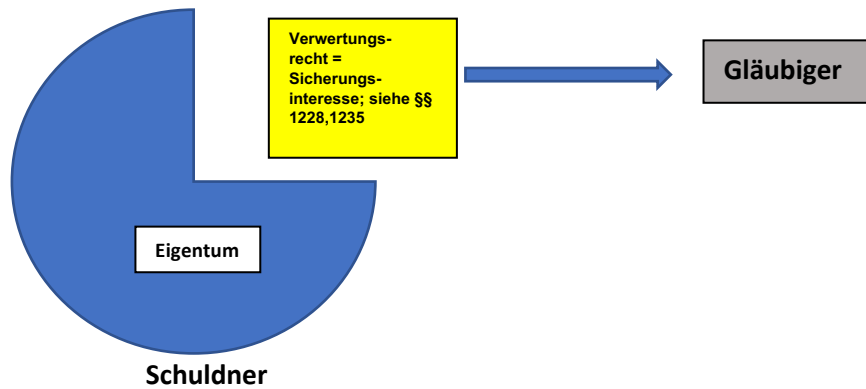 Verwertungs-
recht =
Sicherungs-
interesse; siehe §§
1228,1235
Gläubiger
Eigentum
Schuldner